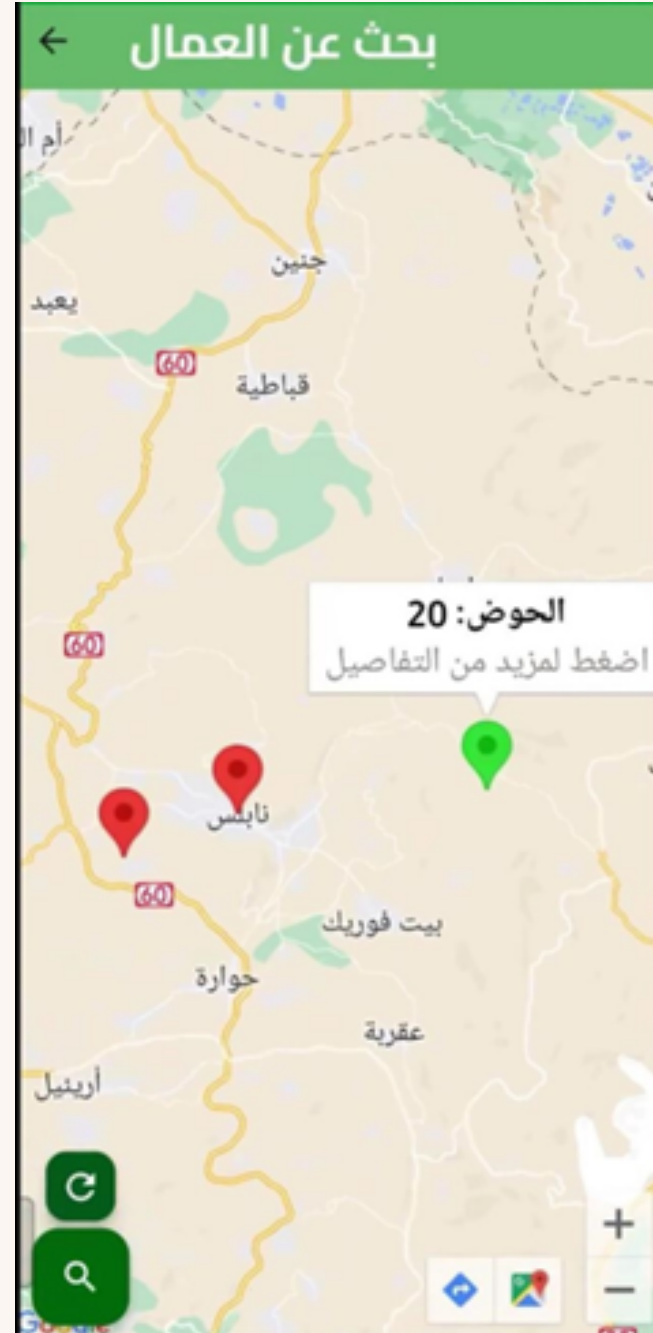 بحث عن العمال
جنين
يعبد
60
قباطية
الحوض: 20
اضغط لمزيد من التفاصيل
60
نابلس
60
بيت فوريك
حوارة
عقربة
أريئيل
+
−